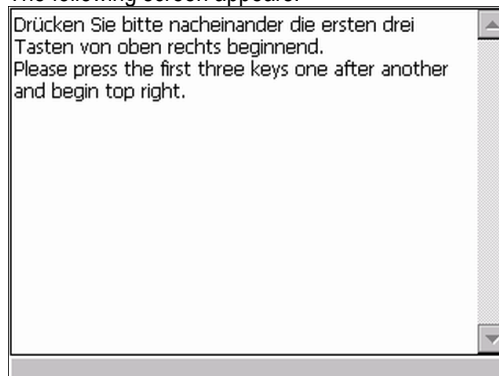 The following screen appears:
Drücken Sie bitte nacheinander die ersten drei
Tasten von oben rechts beginnend.
Please press the first three keys one after another
and begin top right.